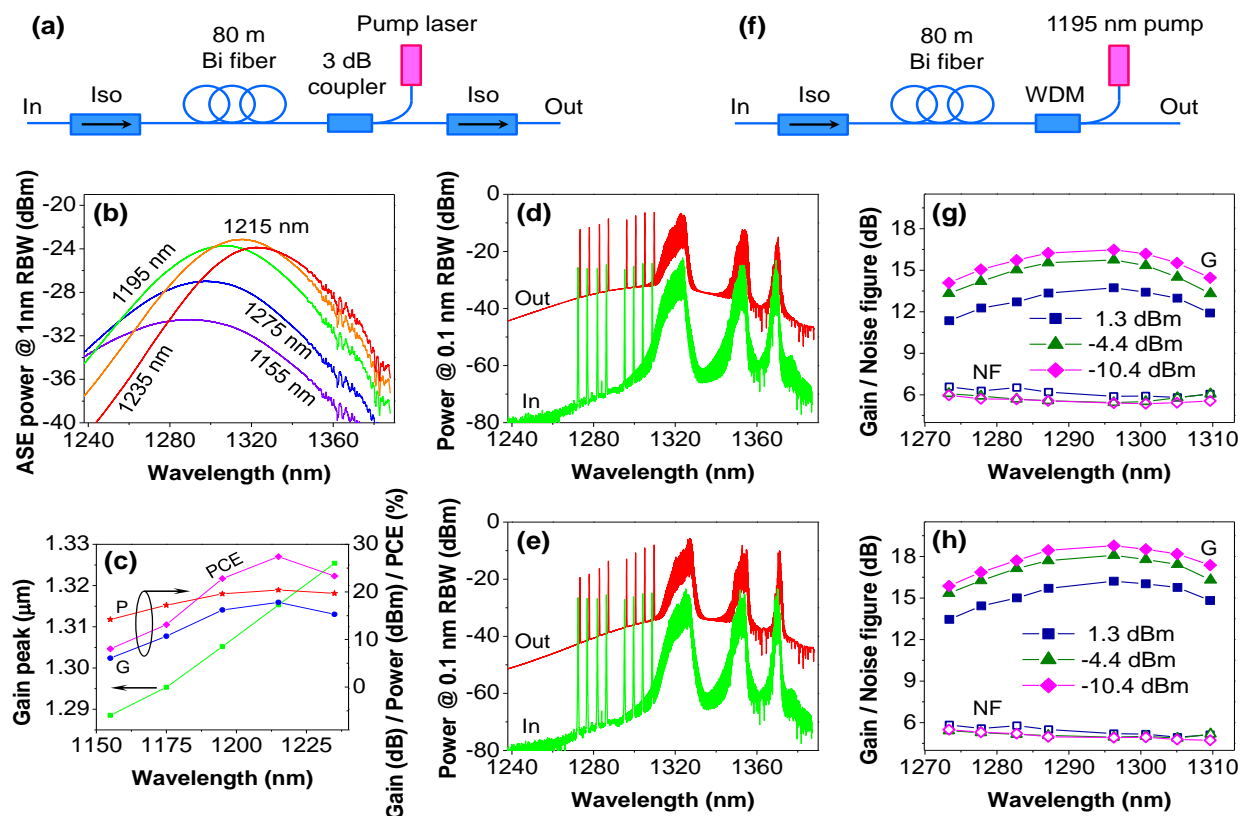 (a)
Pump laser
80 m
Bi fiber
3 dB
coupler
In
Iso
Iso
Out
(f)
1195 nm pump
80 m
Bi fiber
WDM
In
Iso
Out
(b)
ASE power @ 1nm RBW (dBm)
-20
-24
-28
-32
-36
-40
1195 nm
1215 nm
1235 nm
1275 nm
1155 nm
1240
1280
1320
1360
Wavelength (nm)
(d)
Power @ 0.1 nm RBW (dBm)
0
-20
-40
-60
-80
Out
In
1240
1280
1320
1360
Wavelength (nm)
(g)
Gain / Noise figure (dB)
18
15
12
9
6
G
1.3 dBm
-4.4 dBm
-10.4 dBm
NF
1270
1280
1290
1300
1310
Wavelength (nm)
(c)
Gain peak (µm)
1.33
1.32
1.31
1.30
1.29
PCE
P
G
30
20
10
0
Gain (dB) / Power (dBm) / PCE (%)
1150
1175
1200
1225
Wavelength (nm)
(e)
Power @ 0.1 nm RBW (dBm)
0
-20
-40
-60
-80
Out
In
1240
1280
1320
1360
Wavelength (nm)
(h)
Gain / Noise figure (dB)
18
15
12
9
6
G
1.3 dBm
-4.4 dBm
-10.4 dBm
NF
1270
1280
1290
1300
1310
Wavelength (nm)